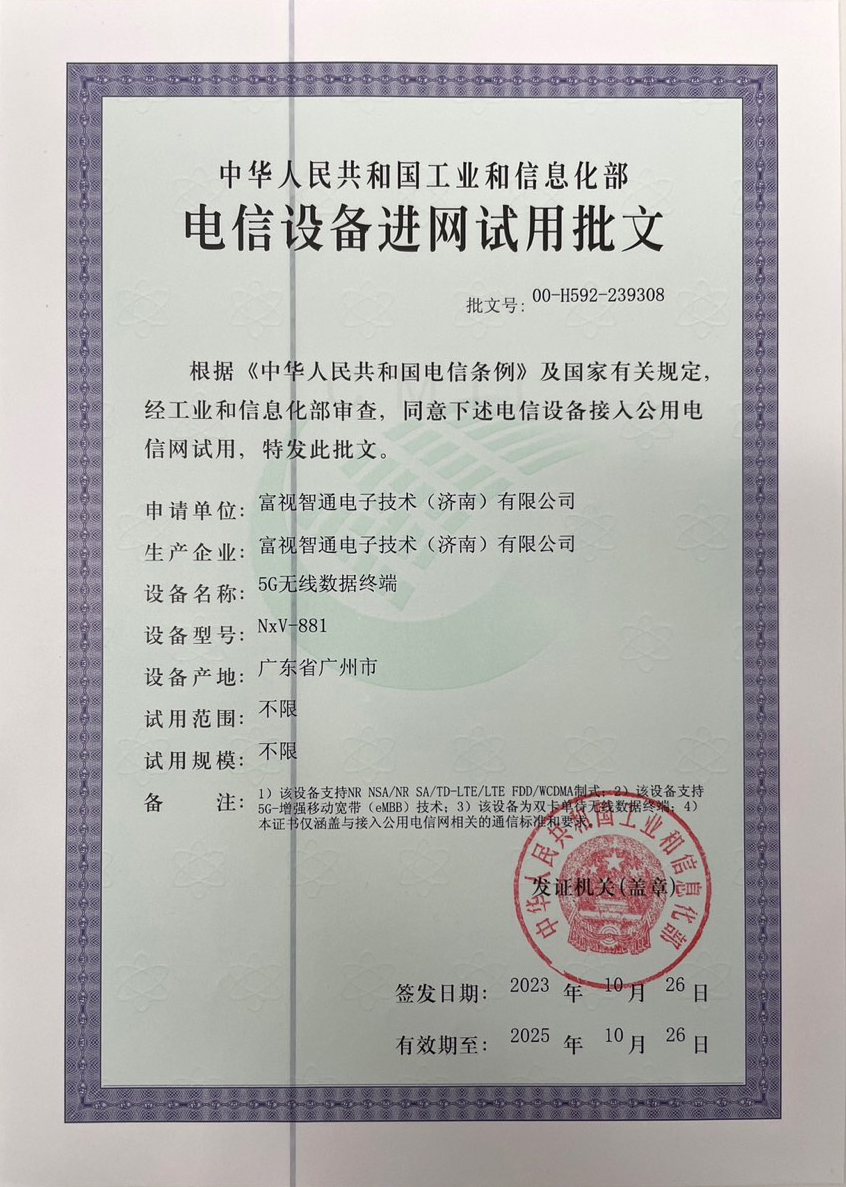 中华人民共和国工业和信息化部
电信设备进网试用批文
批文号: 00-H592-239308
根据《中华人民共和国电信条例》及国家有关规定,
经工业和信息化部审查，同意下述电信设备接入公用电
信网试用，特发此批文。
申请单位: 富视智通电子技术（济南）有限公司
生产企业: 富视智通电子技术（济南）有限公司
设备名称: 5G无线数据终端
设备型号: NxV-881
设备产地: 广东省广州市
试用范围: 不限
试用规模: 不限
备 注: 1）该设备支持NR NSA/NR SA/TD-LTE/LTE FDD/WCDMA制式；2）该设备支持
5G-增强移动宽带（eMBB）技术；3）该设备为双卡单待无线数据终端；4）
本证书仅涵盖与接入公用电信网相关的通信标准和要求。
中华人民共和国工业和信息化部
发证机关(盖章)
签发日期: 2023 年 10 月 26 日
有效期至: 2025 年 10 月 26 日